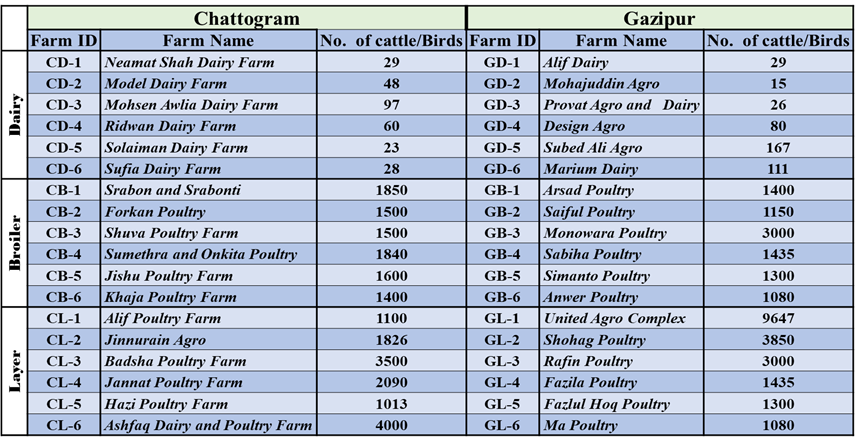 Chattogram Gazipur
Farm ID Farm Name No. of cattle/Birds Farm ID Farm Name No. of cattle/Birds
Dairy
CD-1 Neamat Shah Dairy Farm 29 GD-1 Alif Dairy 29
CD-2 Model Dairy Farm 48 GD-2 Mohajuddin Agro 15
CD-3 Mohsen Awlia Dairy Farm 97 GD-3 Provat Agro and Dairy 26
CD-4 Ridwan Dairy Farm 60 GD-4 Design Agro 80
CD-5 Solaiman Dairy Farm 23 GD-5 Subed Ali Agro 167
CD-6 Sufia Dairy Farm 28 GD-6 Marium Dairy 111
Broiler
CB-1 Srabon and Srabonti 1850 GB-1 Arsad Poultry 1400
CB-2 Forkan Poultry 1500 GB-2 Saiful Poultry 1150
CB-3 Shuva Poultry Farm 1500 GB-3 Monowara Poultry 3000
CB-4 Sumethra and Onkita Poultry 1840 GB-4 Sabiha Poultry 1435
CB-5 Jishu Poultry Farm 1600 GB-5 Simanto Poultry 1300
CB-6 Khaja Poultry Farm 1400 GB-6 Anwer Poultry 1080
Layer
CL-1 Alif Poultry Farm 1100 GL-1 United Agro Complex 9647
CL-2 Jinnurain Agro 1826 GL-2 Shohag Poultry 3850
CL-3 Badsha Poultry Farm 3500 GL-3 Rafin Poultry 3000
CL-4 Jannat Poultry Farm 2090 GL-4 Fazila Poultry 1435
CL-5 Hazi Poultry Farm 1013 GL-5 Fazlul Hoq Poultry 1300
CL-6 Ashfaq Dairy and Poultry Farm 4000 GL-6 Ma Poultry 1080